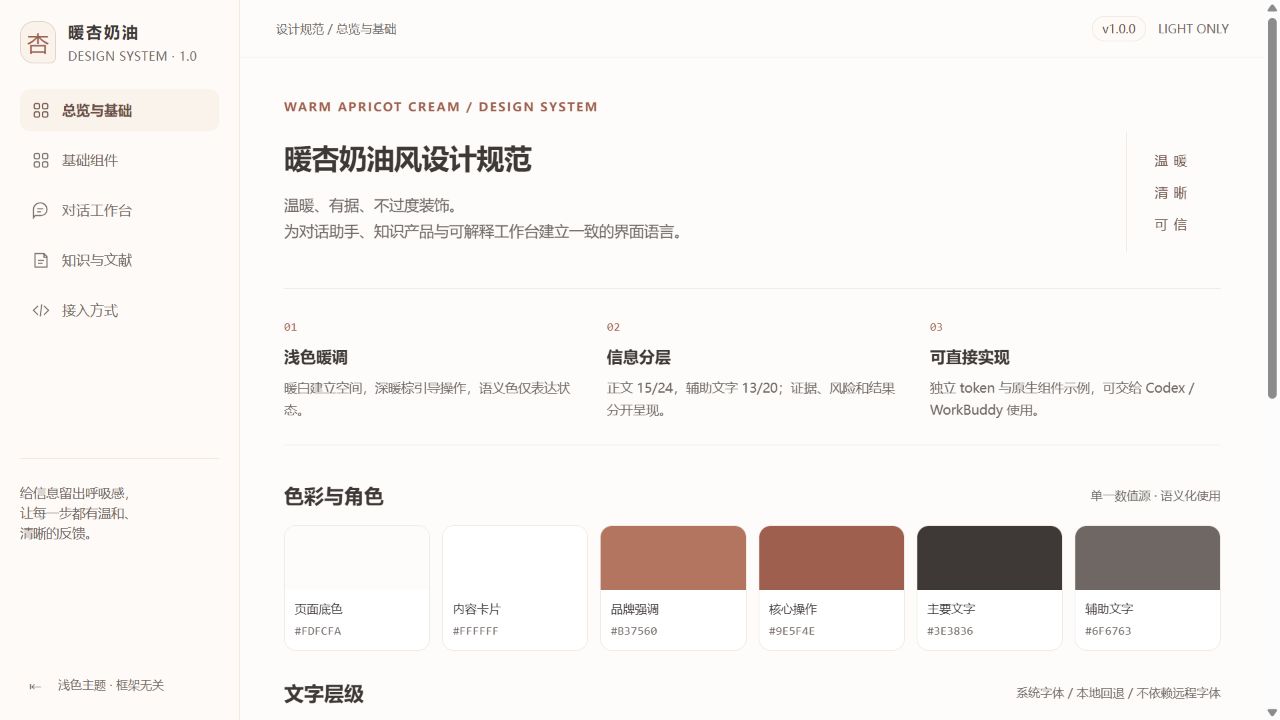 杏
暖杏奶油
DESIGN SYSTEM · 1.0
总览与基础
基础组件
对话工作台
知识与文献
接入方式
给信息留出呼吸感，
让每一步都有温和、
清晰的反馈。
浅色主题 · 框架无关
设计规范 / 总览与基础
v1.0.0
LIGHT ONLY
WARM APRICOT CREAM / DESIGN SYSTEM
暖杏奶油风设计规范
温暖、有据、不过度装饰。
为对话助手、知识产品与可解释工作台建立一致的界面语言。
温 暖
清 晰
可 信
01
浅色暖调
暖白建立空间，深暖棕引导操作，语义色仅表达状
态。
02
信息分层
正文 15/24，辅助文字 13/20；证据、风险和结果
分开呈现。
03
可直接实现
独立 token 与原生组件示例，可交给 Codex /
WorkBuddy 使用。
色彩与角色
单一数值源 · 语义化使用
页面底色
#FDFCFA
内容卡片
#FFFFFF
品牌强调
#B37560
核心操作
#9E5F4E
主要文字
#3E3836
辅助文字
#6F6763
文字层级
系统字体 / 本地回退 / 不依赖远程字体